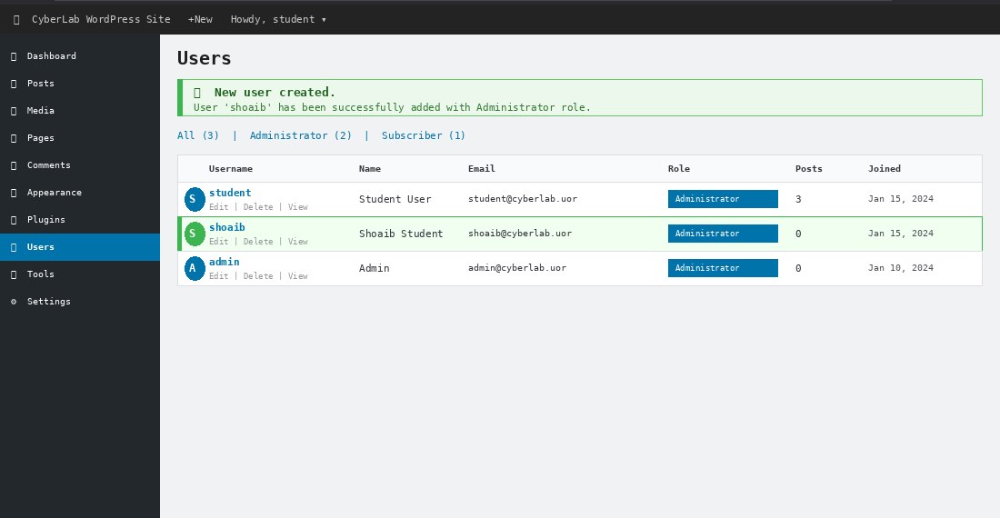 CyberLab WordPress Site +New Howdy, student ▾
Dashboard
Posts
Media
Pages
Comments
Appearance
Plugins
Users
Tools
Settings
Users
New user created.
User 'shoaib' has been successfully added with Administrator role.
All (3) | Administrator (2) | Subscriber (1)
Username Name Email Role Posts Joined
S student Student User student@cyberlab.uor Administrator 3 Jan 15, 2024
Edit | Delete | View
S shoaib Shoaib Student shoaib@cyberlab.uor Administrator 0 Jan 15, 2024
Edit | Delete | View
A admin Admin admin@cyberlab.uor Administrator 0 Jan 10, 2024
Edit | Delete | View